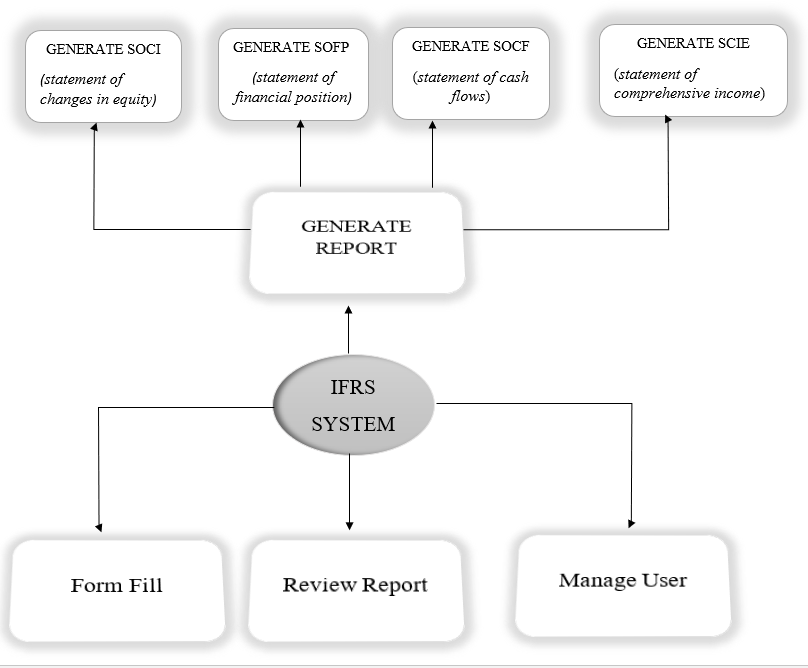 GENERATE SOCI
(statement of
changes in equity)
GENERATE SOFP
(statement of
financial position)
GENERATE SOCF
(statement of cash
flows)
GENERATE SCIE
(statement of
comprehensive income)
GENERATE
REPORT
IFRS
SYSTEM
Form Fill
Review Report
Manage User